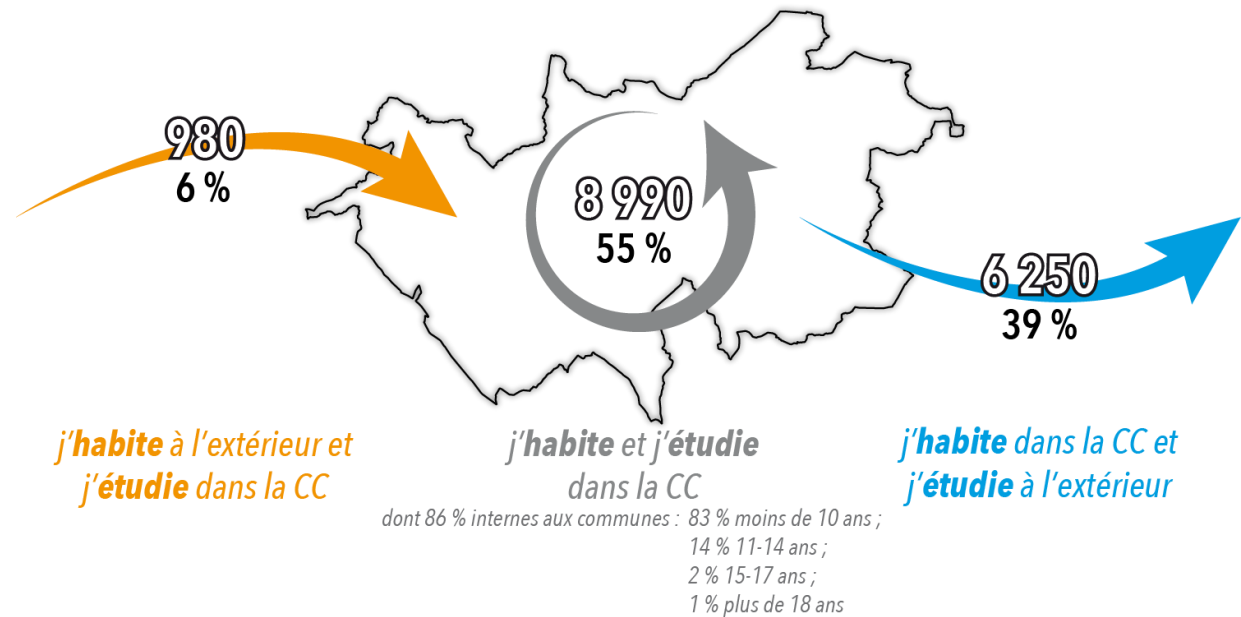 980
6 %
8 990
55 %
6 250
39 %
j'habite à l'extérieur et
j'étudie dans la CC
j'habite et j'étudie
dans la CC
dont 86 % internes aux communes : 83 % moins de 10 ans ;
14 % 11-14 ans ;
2 % 15-17 ans ;
1 % plus de 18 ans
j'habite dans la CC et
j'étudie à l'extérieur